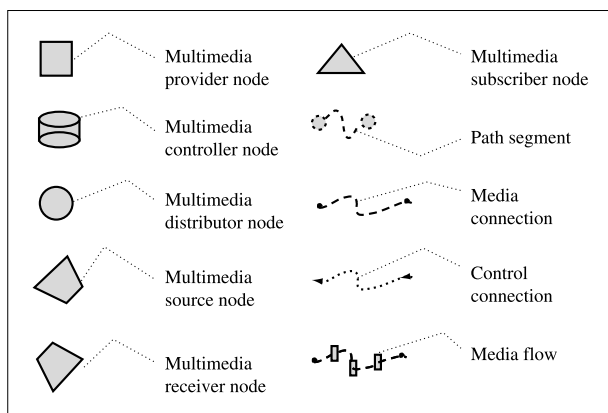 Multimedia
provider node
Multimedia
controller node
Multimedia
distributor node
Multimedia
source node
Multimedia
receiver node
Multimedia
subscriber node
Path segment
Media
connection
Control
connection
Media flow